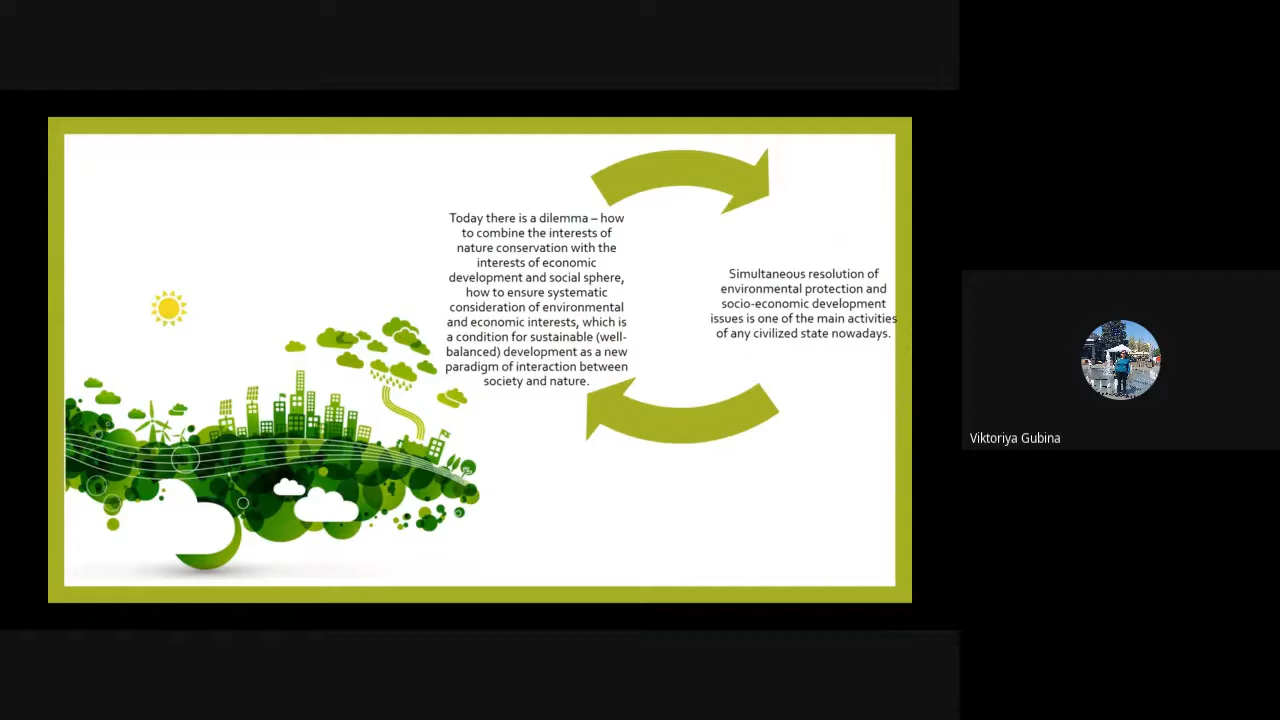 Today there is a dilemma – how
to combine the interests of
nature conservation with the
interests of economic
development and social sphere,
how to ensure systematic
consideration of environmental
and economic interests, which is
a condition for sustainable (well-
balanced) development as a new
paradigm of interaction between
society and nature.
Simultaneous resolution of
environmental protection and
socio-economic development
issues is one of the main activities
of any civilized state nowadays.
Viktoriya Gubina